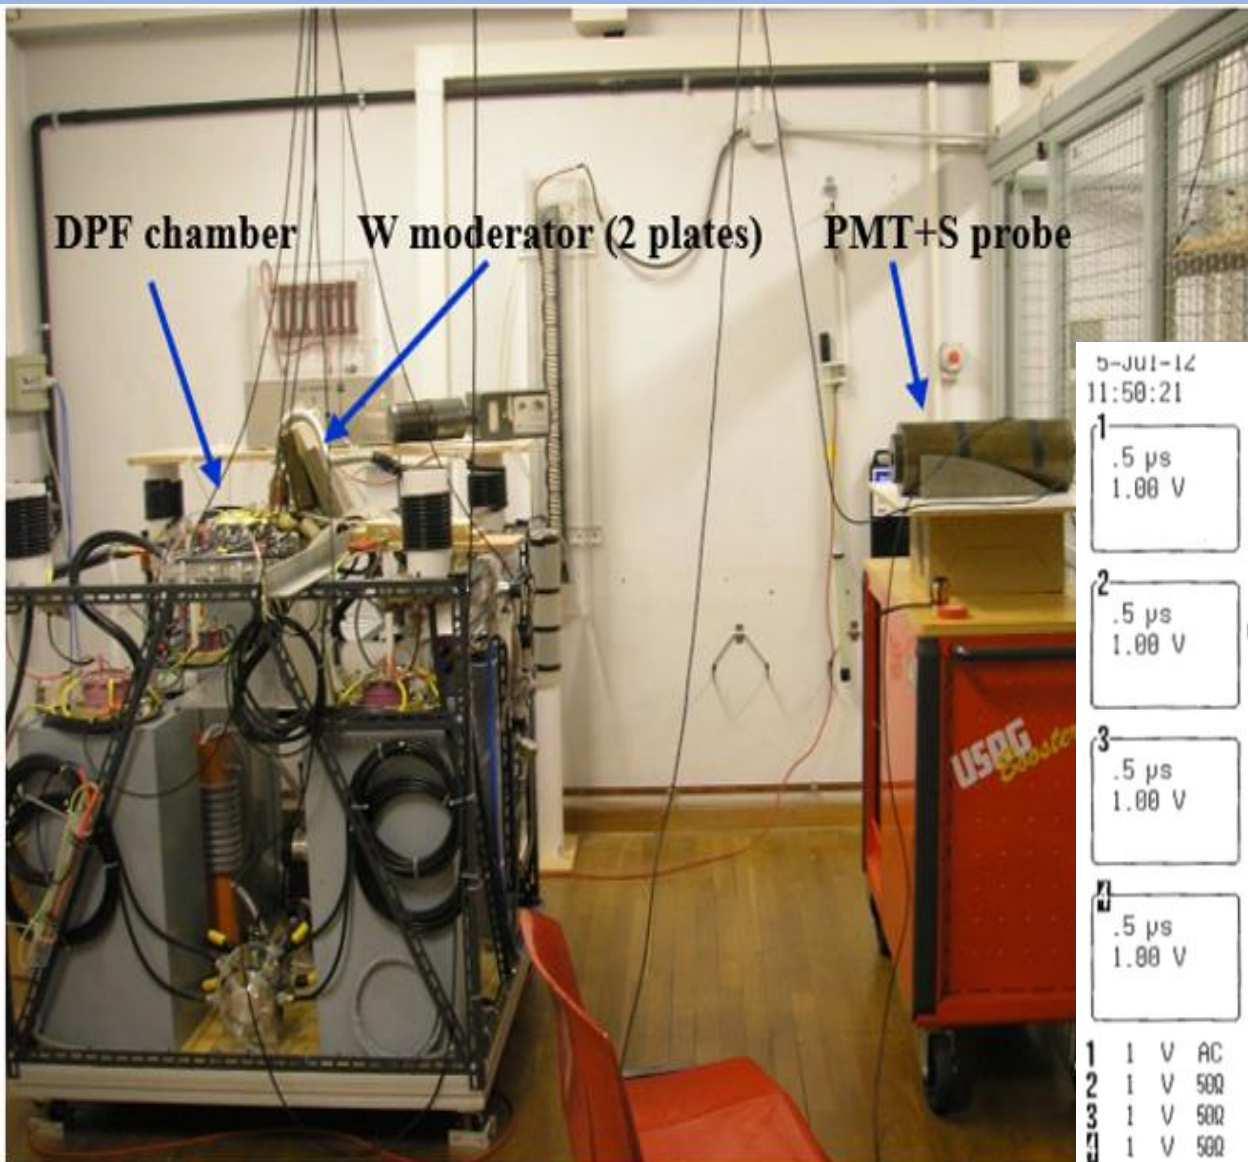 DPF chamber
W moderator (2 plates)
PMT+S probe
5-Jul-12
11:50:21
1
.5 µs
1.00 V
2
.5 µs
1.00 V
3
.5 µs
1.00 V
4
.5 µs
1.00 V
1 1 V AC
2 1 V 50Ω
3 1 V 50Ω
4 1 V 50Ω
USAG
Booster